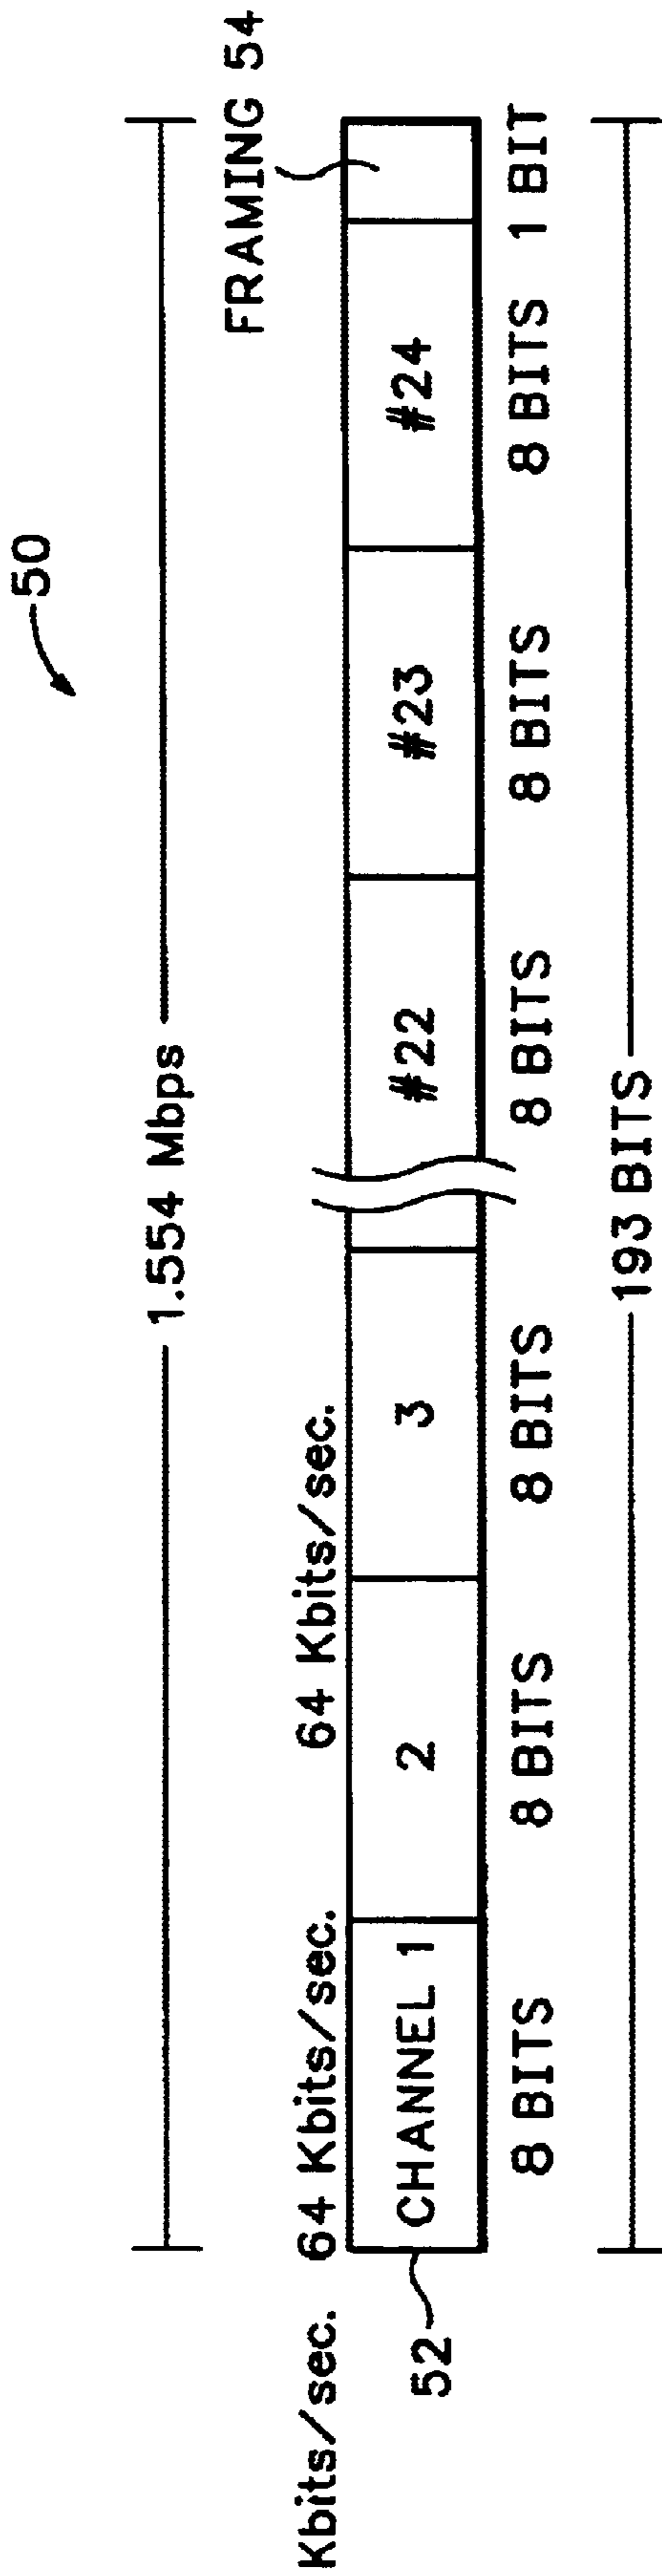 50
1.554 Mbps
FRAMING 54
Kbits/sec. 64 Kbits/sec. 64 Kbits/sec.
52
CHANNEL 1 2 3 #22 #23 #24
8 BITS 8 BITS 8 BITS 8 BITS 8 BITS 8 BITS 1 BIT
193 BITS